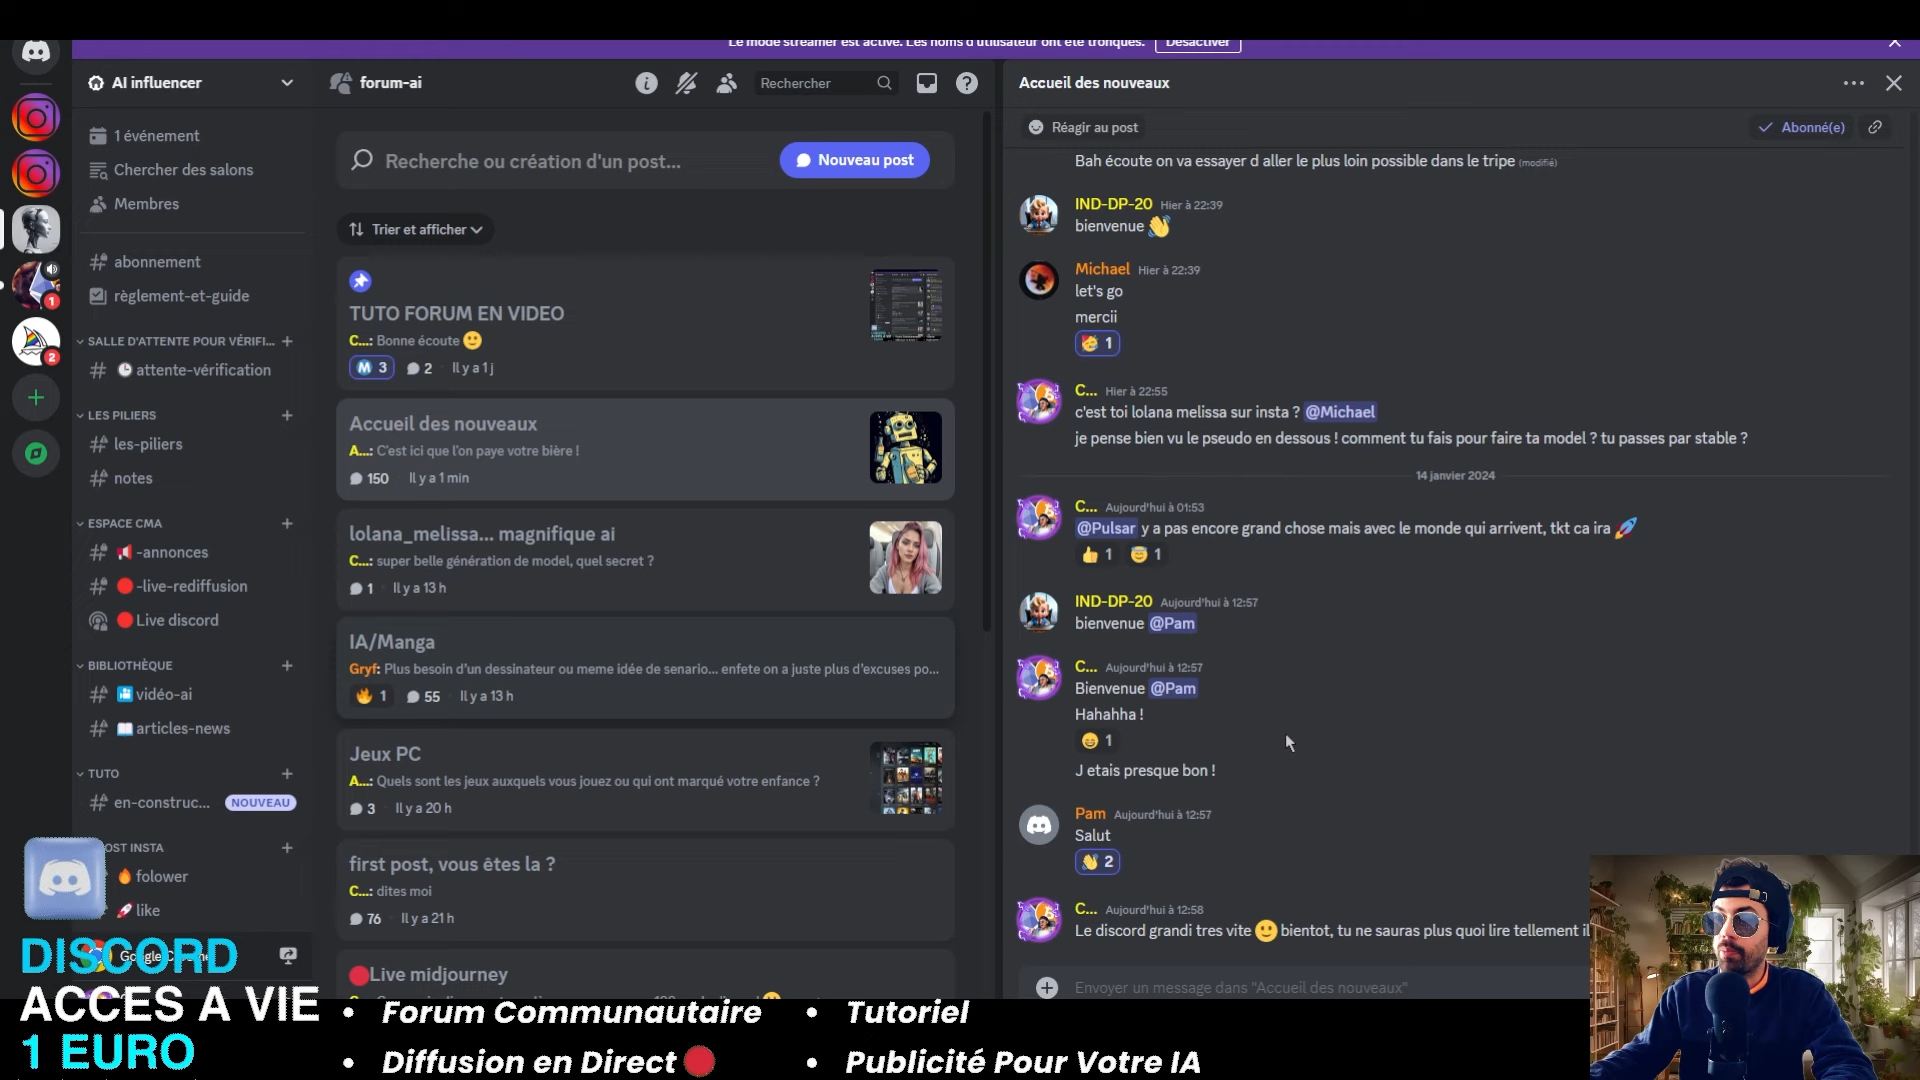 Le mode streamer est activé. Les noms d'utilisateur ont été tronqués.
Désactiver
AI influencer
forum-ai
Rechercher
Accueil des nouveaux
1 événement
Chercher des salons
Membres
abonnement
règlement-et-guide
SALLE D'ATTENTE POUR VÉRIFI...
attente-vérification
LES PILIERS
les-piliers
notes
ESPACE CMA
-annonces
-live-rediffusion
Live discord
BIBLIOTHÈQUE
vidéo-ai
articles-news
TUTO
en-construc...
NOUVEAU
OST INSTA
folower
like
1
2
Recherche ou création d'un post...
Nouveau post
Trier et afficher
TUTO FORUM EN VIDEO
C...: Bonne écoute
M 3 2 · Il y a 1 j
Accueil des nouveaux
A...: C'est ici que l'on paye votre bière !
150 · Il y a 1 min
lolana_melissa... magnifique ai
C...: super belle génération de model, quel secret ?
1 · Il y a 13 h
IA/Manga
Gryf: Plus besoin d'un dessinateur ou meme idée de senario... enfete on a juste plus d'excuses po...
1 55 · Il y a 13 h
Jeux PC
A...: Quels sont les jeux auxquels vous jouez ou qui ont marqué votre enfance ?
3 · Il y a 20 h
first post, vous êtes la ?
C...: dites moi
76 · Il y a 21 h
Live midjourney
Réagir au post
Abonné(e)
Bah écoute on va essayer d aller le plus loin possible dans le tripe (modifié)
IND-DP-20 Hier à 22:39
bienvenue
Michael Hier à 22:39
let's go
mercii
1
C... Hier à 22:55
c'est toi lolana melissa sur insta ? @Michael
je pense bien vu le pseudo en dessous ! comment tu fais pour faire ta model ? tu passes par stable ?
14 janvier 2024
C... Aujourd'hui à 01:53
@Pulsar y a pas encore grand chose mais avec le monde qui arrivent, tkt ca ira
1 1
IND-DP-20 Aujourd'hui à 12:57
bienvenue @Pam
C... Aujourd'hui à 12:57
Bienvenue @Pam
Hahahha !
1
J etais presque bon !
Pam Aujourd'hui à 12:57
Salut
2
C... Aujourd'hui à 12:58
Le discord grandi tres vite bientot, tu ne sauras plus quoi lire tellement il
Envoyer un message dans "Accueil des nouveaux"
DISCORD
ACCES A VIE
1 EURO
• Forum Communautaire
• Diffusion en Direct
• Tutoriel
• Publicité Pour Votre IA